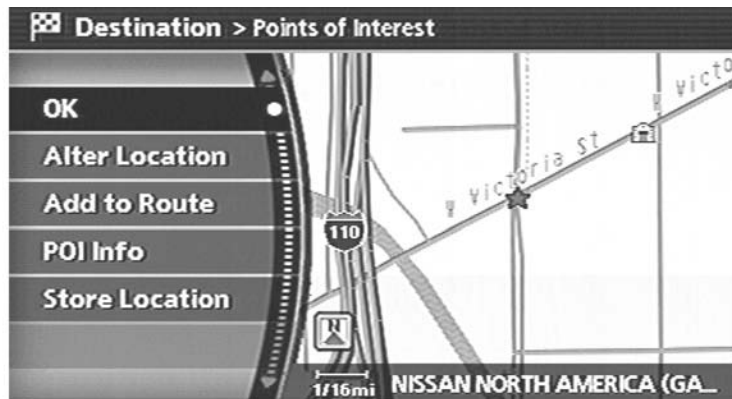 Destination > Points of Interest
OK
Alter Location
Add to Route
POI Info
Store Location
W Victo
W Victoria St
110
N
1/16mi
NISSAN NORTH AMERICA (GA...